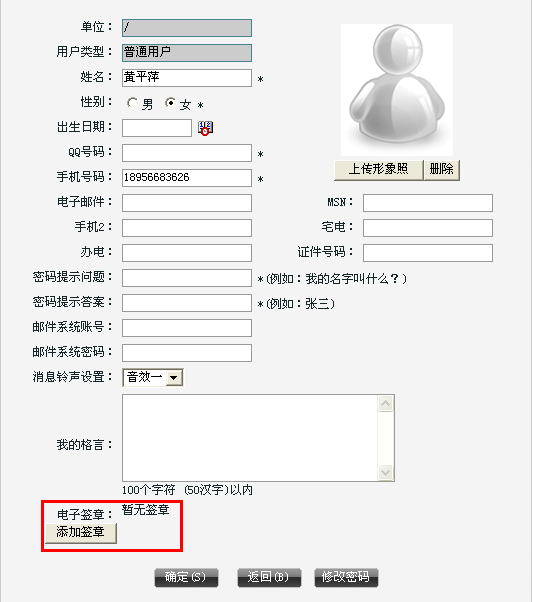 单位： /
用户类型： 普通用户
姓名： 黄平萍 *
性别： 男 女 *
出生日期：
QQ号码： *
上传形象照 删除
手机号码： 18956683626 *
电子邮件： MSN：
手机2： 宅电：
办电： 证件号码：
密码提示问题： *(例如：我的名字叫什么？)
密码提示答案： *(例如：张三)
邮件系统账号：
邮件系统密码：
消息铃声设置： 音效一
我的格言：
100个字符 (50汉字)以内
电子签章： 暂无签章
添加签章
确定(S) 返回(B) 修改密码